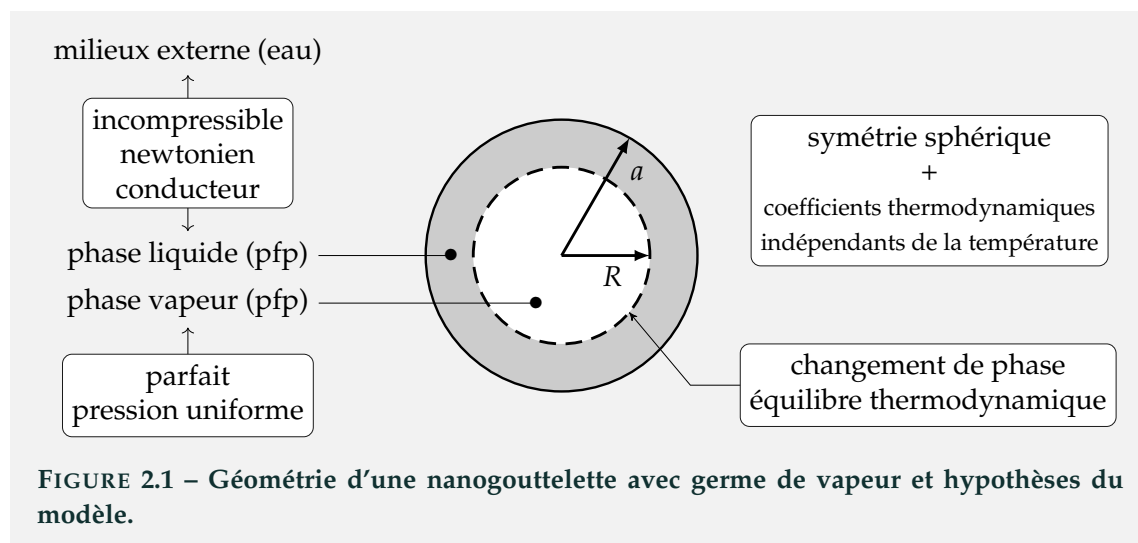 milieux externe (eau)
incompressible
newtonien
conducteur
phase liquide (pfp)
phase vapeur (pfp)
parfait
pression uniforme
a
R
symétrie sphérique
+
coefficients thermodynamiques
indépendants de la température
changement de phase
équilibre thermodynamique
FIGURE 2.1 – Géométrie d'une nanogouttelette avec germe de vapeur et hypothèses du
modèle.